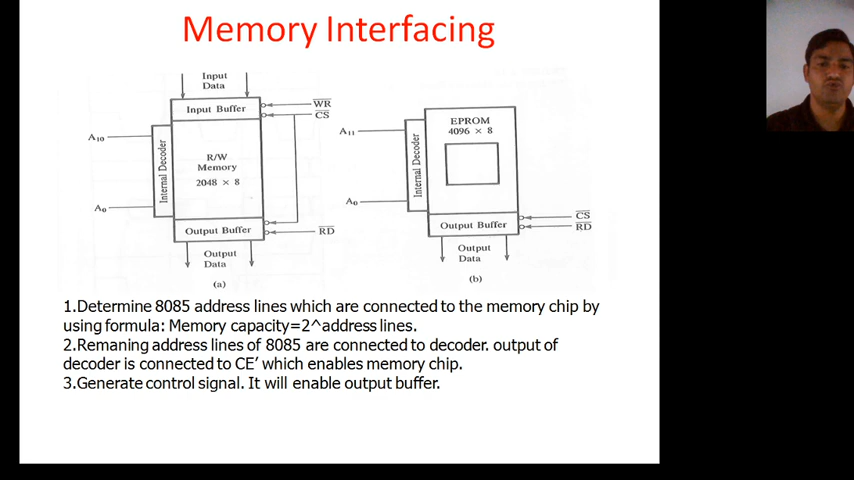 Memory Interfacing
Input
Data
Input Buffer
WR
CS
A10
Internal Decoder
R/W
Memory
2048 × 8
A0
Output Buffer
RD
Output
Data
(a)
EPROM
4096 × 8
A11
Internal Decoder
A0
Output Buffer
CS
RD
Output
Data
(b)
1.Determine 8085 address lines which are connected to the memory chip by
using formula: Memory capacity=2^address lines.
2.Remaning address lines of 8085 are connected to decoder. output of
decoder is connected to CE’ which enables memory chip.
3.Generate control signal. It will enable output buffer.